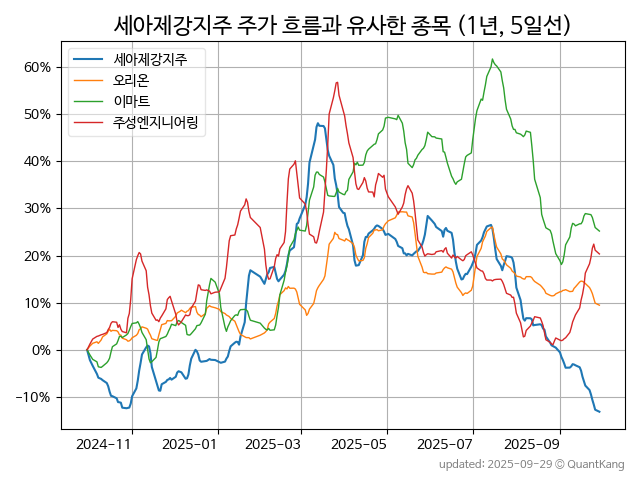 세아제강지주 주가 흐름과 유사한 종목 (1년, 5일선)
세아제강지주
오리온
이마트
주성엔지니어링
60%
50%
40%
30%
20%
10%
0%
−10%
2024-11
2025-01
2025-03
2025-05
2025-07
2025-09
updated: 2025-09-29 © QuantKang